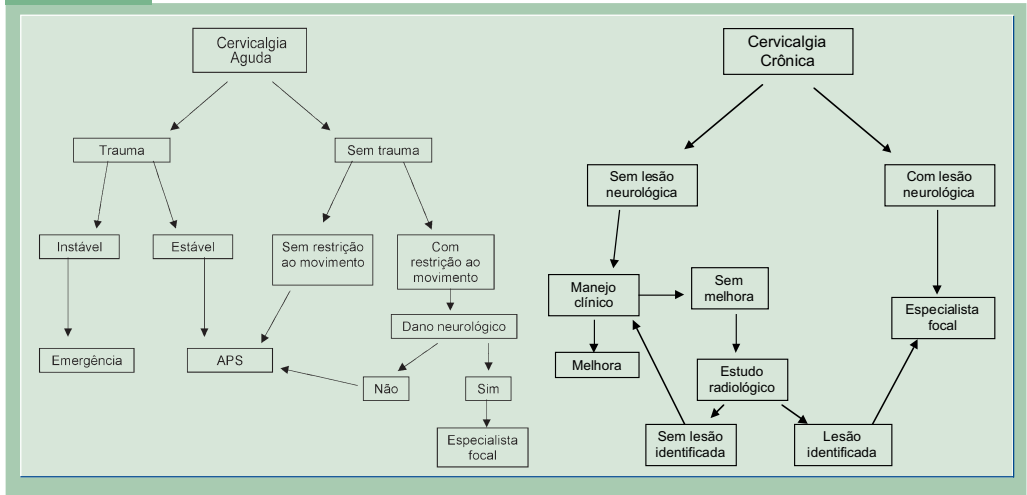 Cervicalgia
Aguda
Trauma
Sem trauma
Instável
Estável
Sem restrição
ao movimento
Com
restrição ao
movimento
Dano neurológico
Emergência
APS
Não
Sim
Especialista
focal
Cervicalgia
Crônica
Sem lesão
neurológica
Com lesão
neurológica
Manejo
clínico
Sem
melhora
Especialista
focal
Melhora
Estudo
radiológico
Sem lesão
identificada
Lesão
identificada